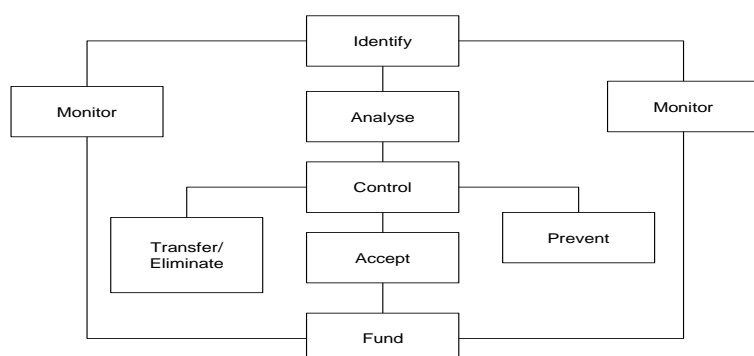 Identify
Monitor
Monitor
Analyse
Control
Transfer/
Eliminate
Prevent
Accept
Fund